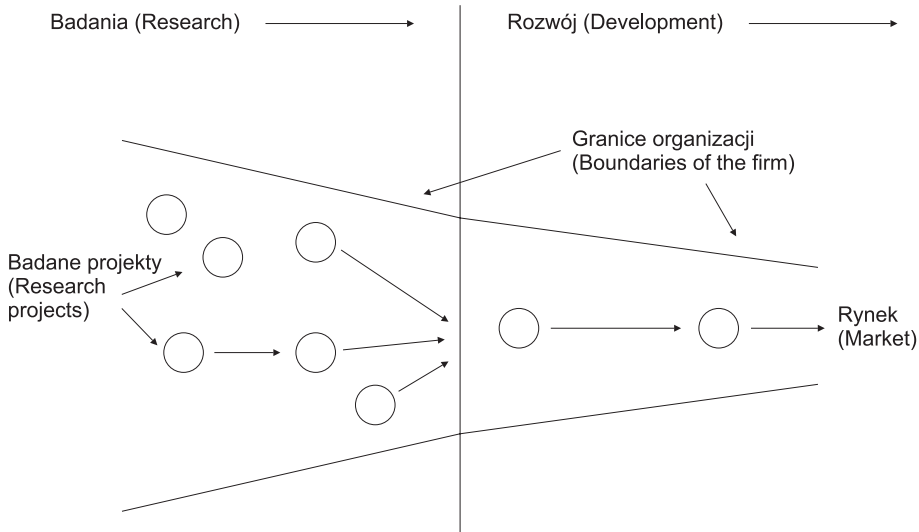 Badania (Research)
Rozwój (Development)
Granice organizacji
(Boundaries of the firm)
Badane projekty
(Research
projects)
Rynek
(Market)